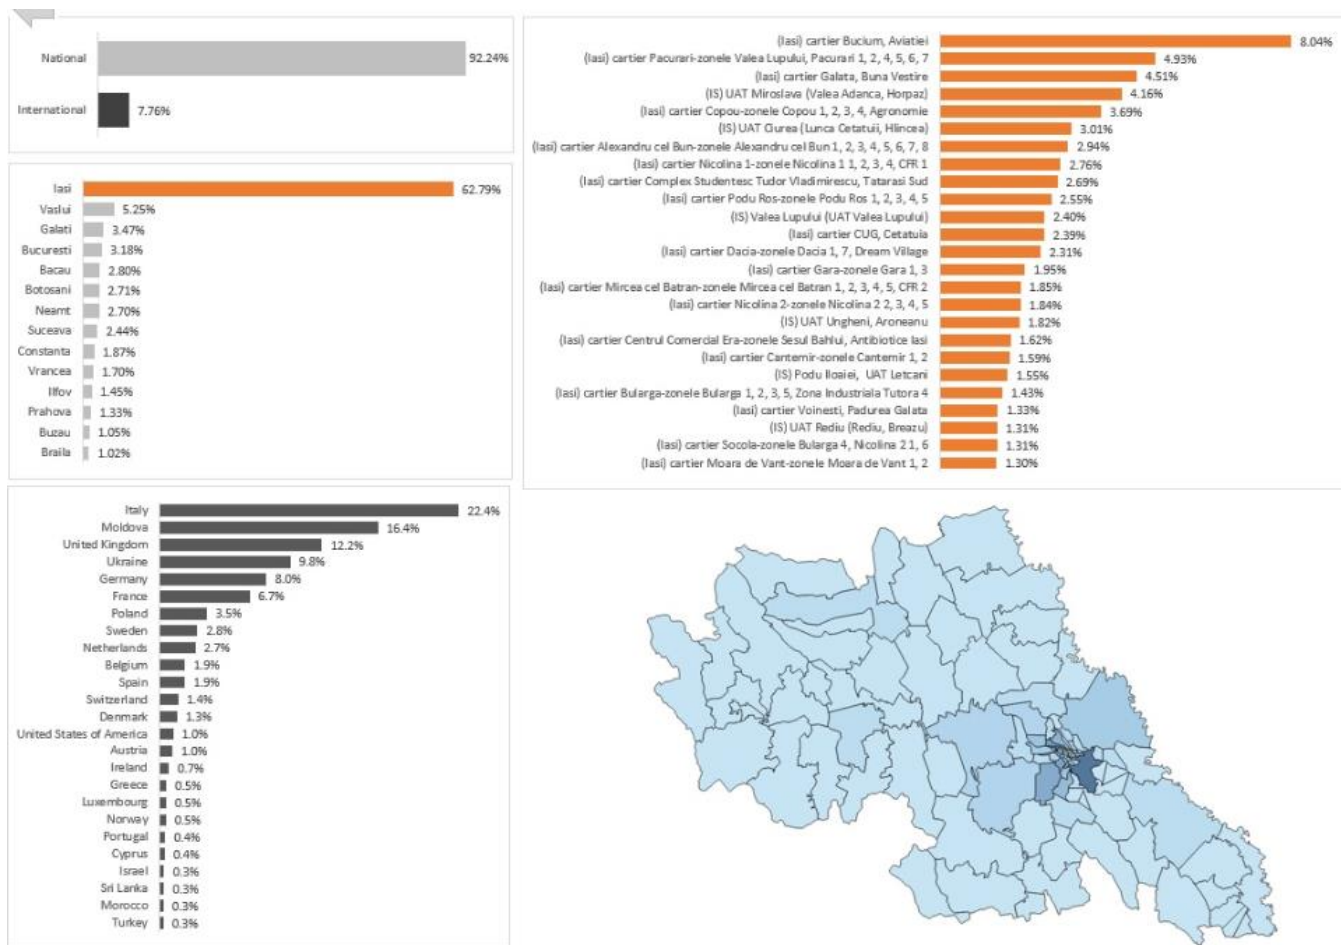 National 92.24%
International 7.76%
Iasi 62.79%
Vaslui 5.25%
Galati 3.47%
Bucuresti 3.18%
Bacau 2.80%
Botosani 2.71%
Neamt 2.70%
Suceava 2.44%
Constanta 1.87%
Vrancea 1.70%
Ilfov 1.45%
Prahova 1.33%
Buzau 1.05%
Braila 1.02%
(Iasi) cartier Bucium, Aviatiei 8.04%
(Iasi) cartier Pacurari-zonele Valea Lupului, Pacurari 1, 2, 4, 5, 6, 7 4.93%
(Iasi) cartier Galata, Buna Vestire 4.51%
(IS) UAT Miroslava (Valea Adanca, Horpaz) 4.16%
(Iasi) cartier Copou-zonele Copou 1, 2, 3, 4, Agronomie 3.69%
(IS) UAT Ciurea (Lunca Cetatuii, Hlincea) 3.01%
(Iasi) cartier Alexandru cel Bun-zonele Alexandru cel Bun 1, 2, 3, 4, 5, 6, 7, 8 2.94%
(Iasi) cartier Nicolina 1-zonele Nicolina 1 1, 2, 3, 4, CFR 1 2.76%
(Iasi) cartier Complex Studentesc Tudor Vladimirescu, Tatarasi Sud 2.69%
(Iasi) cartier Podu Ros-zonele Podu Ros 1, 2, 3, 4, 5 2.55%
(IS) Valea Lupului (UAT Valea Lupului) 2.40%
(Iasi) cartier CUG, Cetatuia 2.39%
(Iasi) cartier Dacia-zonele Dacia 1, 7, Dream Village 2.31%
(Iasi) cartier Gara-zonele Gara 1, 3 1.95%
(Iasi) cartier Mircea cel Batran-zonele Mircea cel Batran 1, 2, 3, 4, 5, CFR 2 1.85%
(Iasi) cartier Nicolina 2-zonele Nicolina 2 2, 3, 4, 5 1.84%
(IS) UAT Ungheni, Aroneanu 1.82%
(Iasi) cartier Centrul Comercial Era-zonele Sesul Bahlui, Antibiotice Iasi 1.62%
(Iasi) cartier Cantemir-zonele Cantemir 1, 2 1.59%
(IS) Podu Iloaiei, UAT Letcani 1.55%
(Iasi) cartier Bularga-zonele Bularga 1, 2, 3, 5, Zona Industriala Tutora 4 1.43%
(Iasi) cartier Voinesti, Padurea Galata 1.33%
(IS) UAT Rediu (Rediu, Breazu) 1.31%
(Iasi) cartier Socola-zonele Bularga 4, Nicolina 2 1, 6 1.31%
(Iasi) cartier Moara de Vant-zonele Moara de Vant 1, 2 1.30%
Italy 22.4%
Moldova 16.4%
United Kingdom 12.2%
Ukraine 9.8%
Germany 8.0%
France 6.7%
Poland 3.5%
Sweden 2.8%
Netherlands 2.7%
Belgium 1.9%
Spain 1.9%
Switzerland 1.4%
Denmark 1.3%
United States of America 1.0%
Austria 1.0%
Ireland 0.7%
Greece 0.5%
Luxembourg 0.5%
Norway 0.5%
Portugal 0.4%
Cyprus 0.4%
Israel 0.3%
Sri Lanka 0.3%
Morocco 0.3%
Turkey 0.3%